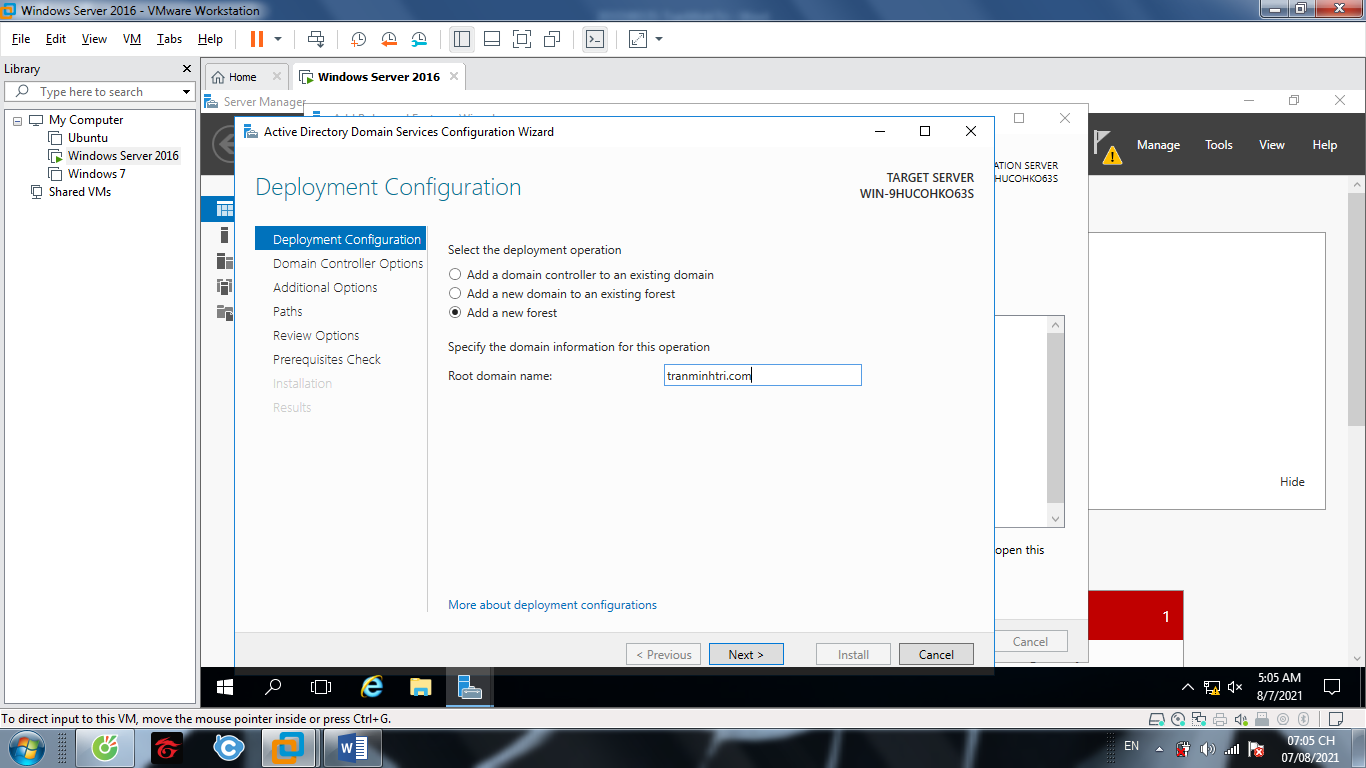 Windows Server 2016 - VMware Workstation
File Edit View VM Tabs Help
Library
Type here to search
My Computer
Ubuntu
Windows Server 2016
Windows 7
Shared VMs
Home
Windows Server 2016
Server Manager
Manage Tools View Help
ATION SERVER
HUCOHKO63S
Active Directory Domain Services Configuration Wizard
Deployment Configuration
TARGET SERVER
WIN-9HUCOHKO63S
Deployment Configuration
Domain Controller Options
Additional Options
Paths
Review Options
Prerequisites Check
Installation
Results
Select the deployment operation
Add a domain controller to an existing domain
Add a new domain to an existing forest
Add a new forest
Specify the domain information for this operation
Root domain name: tranminhtri.com
More about deployment configurations
< Previous Next > Install Cancel
Hide
open this
1
Cancel
5:05 AM
8/7/2021
To direct input to this VM, move the mouse pointer inside or press Ctrl+G.
EN
07:05 CH
07/08/2021